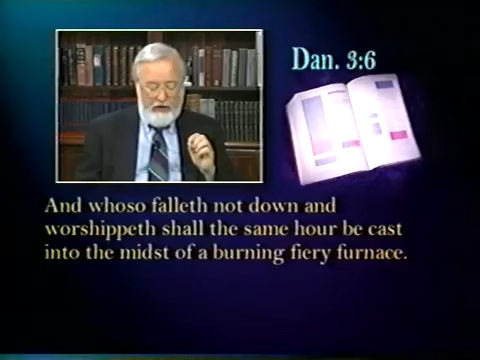 Dan. 3:6
And whoso falleth not down and
worshippeth shall the same hour be cast
into the midst of a burning fiery furnace.